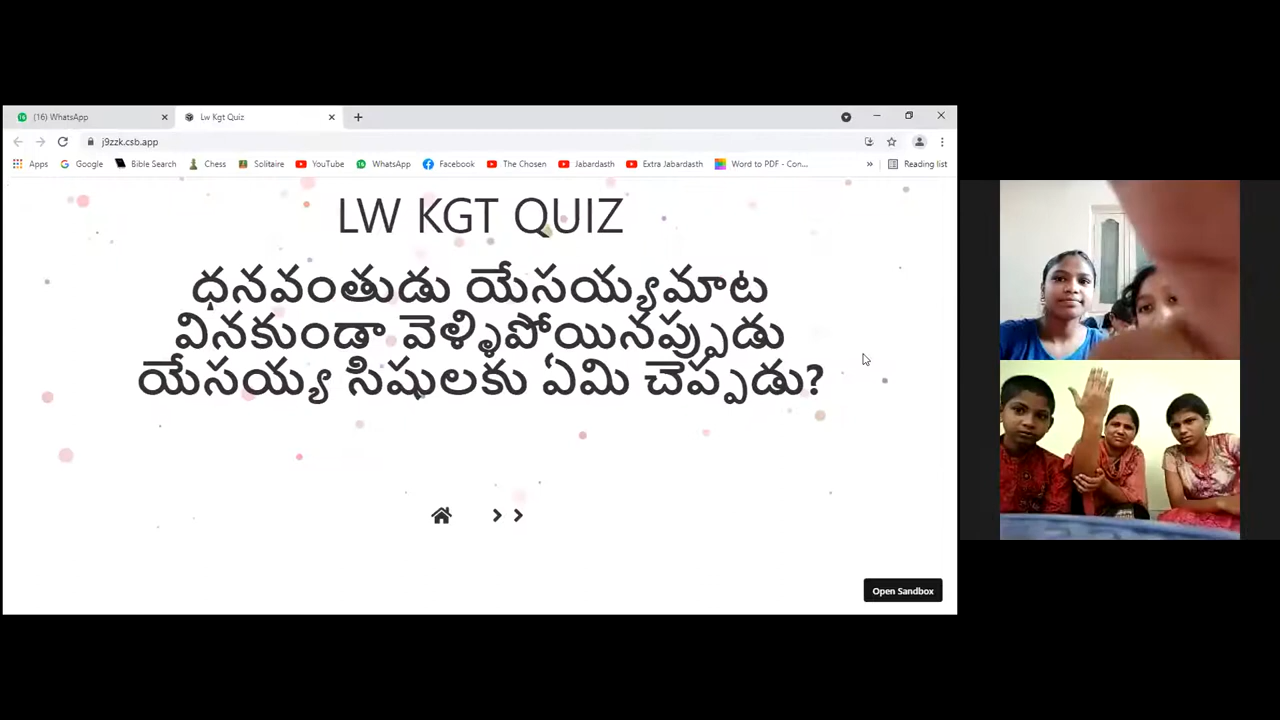 (16) WhatsApp
Lw Kgt Quiz
j9zzk.csb.app
Apps Google Bible Search Chess Solitaire YouTube WhatsApp Facebook The Chosen Jabardasth Extra Jabardasth Word to PDF - Con... » Reading list
LW KGT QUIZ
ధనవంతుడు యేసయ్యమాట
వినకుండా వెళ్ళిపోయినప్పుడు
యేసయ్య సిషులకు ఏమి చెప్పడు?
Open Sandbox